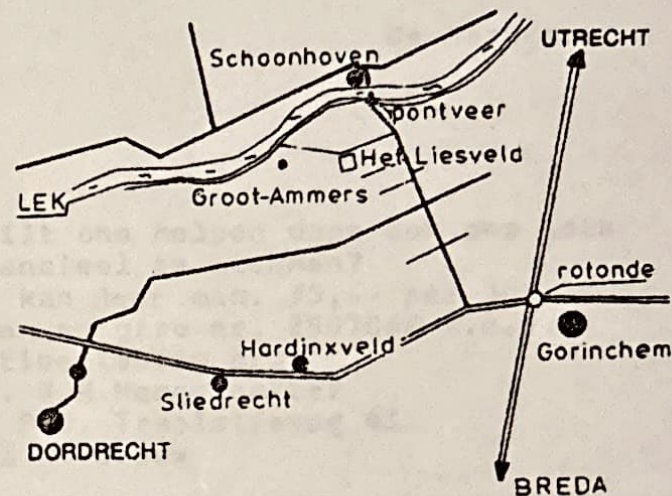 UTRECHT
Schoonhoven
pontveer
Het Liesveld
Groot-Ammers
LEK
rotonde
Gorinchem
Hardinxveld
Sliedrecht
DORDRECHT
BREDA